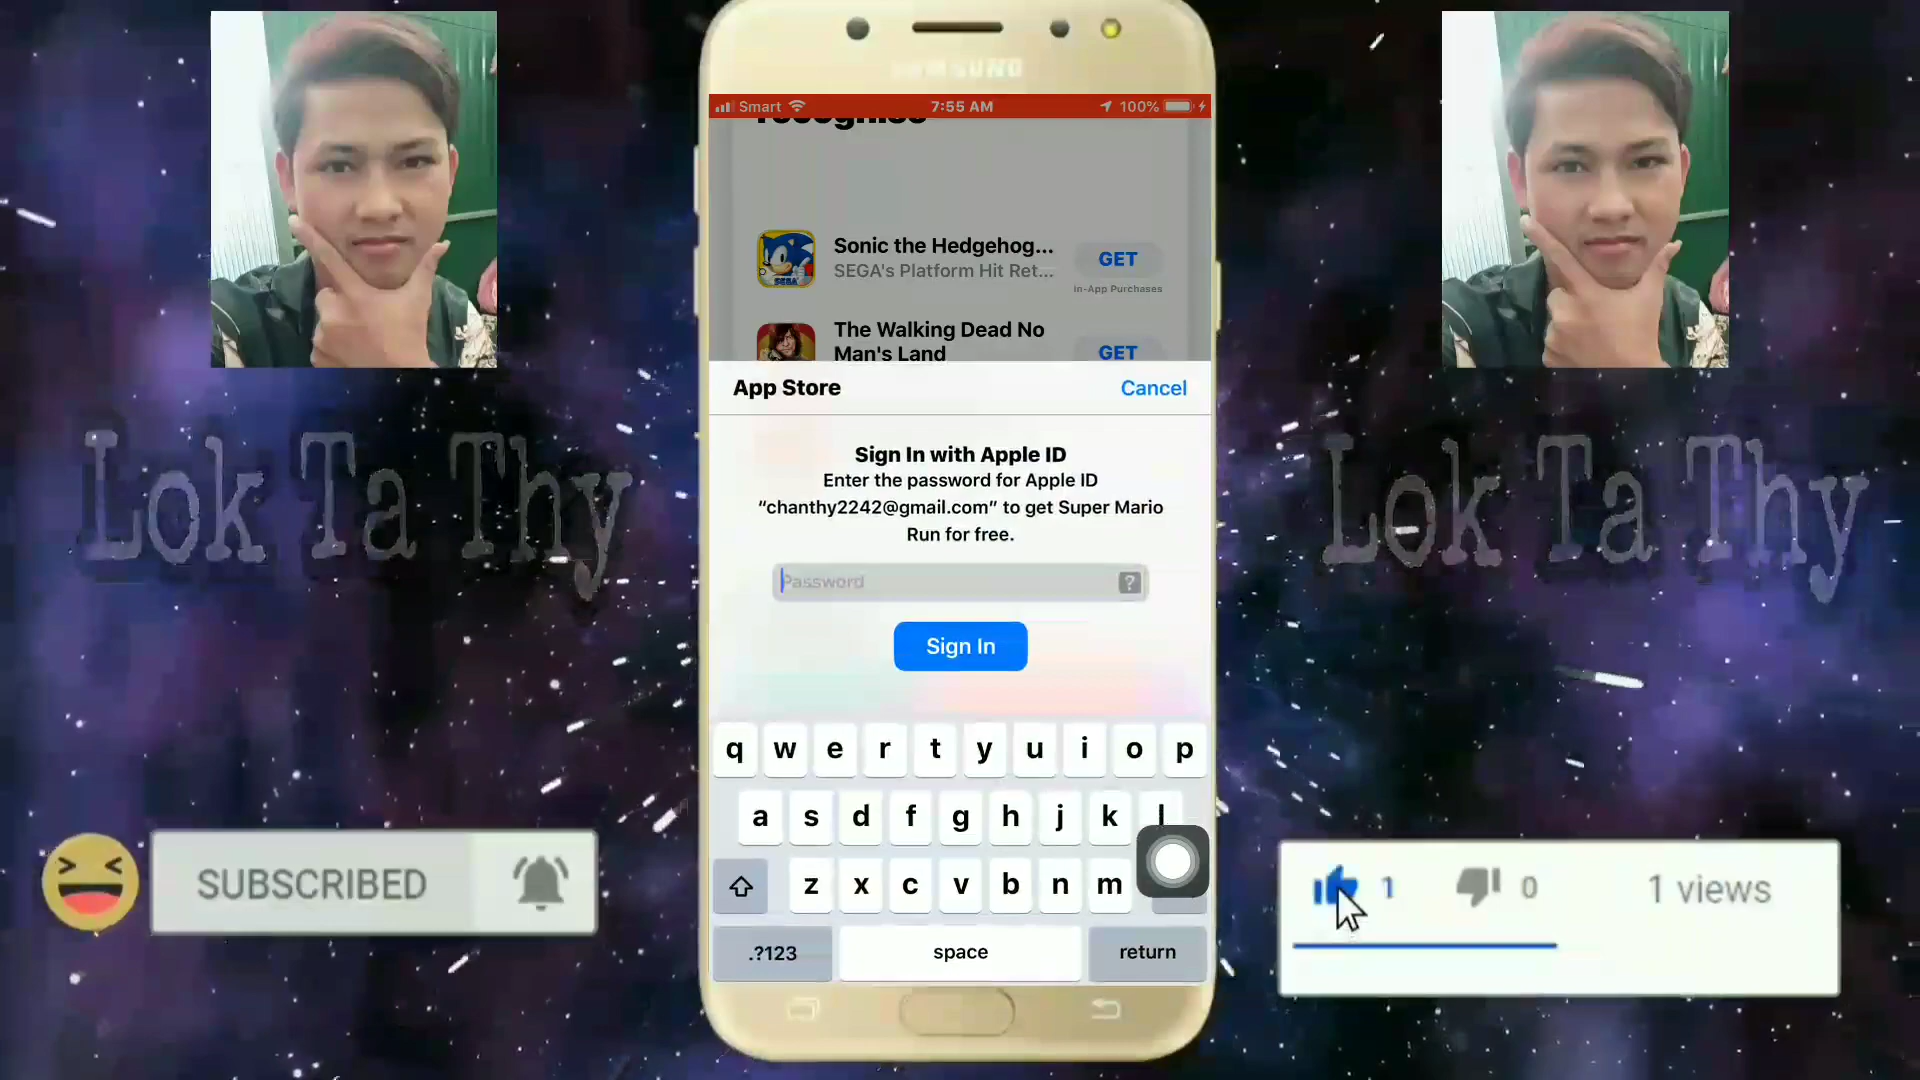 SAMSUNG
Smart 7:55 AM 100%
recognise
Sonic the Hedgehog...
SEGA's Platform Hit Ret...
GET
In-App Purchases
SEGA
The Walking Dead No
Man's Land
GET
App Store
Cancel
Sign In with Apple ID
Enter the password for Apple ID
“chanthy2242@gmail.com” to get Super Mario
Run for free.
Password
?
Sign In
q w e r t y u i o p
a s d f g h j k l
z x c v b n m
.?123 space return
Lok Ta Thy
Lok Ta Thy
SUBSCRIBED
1 0 1 views